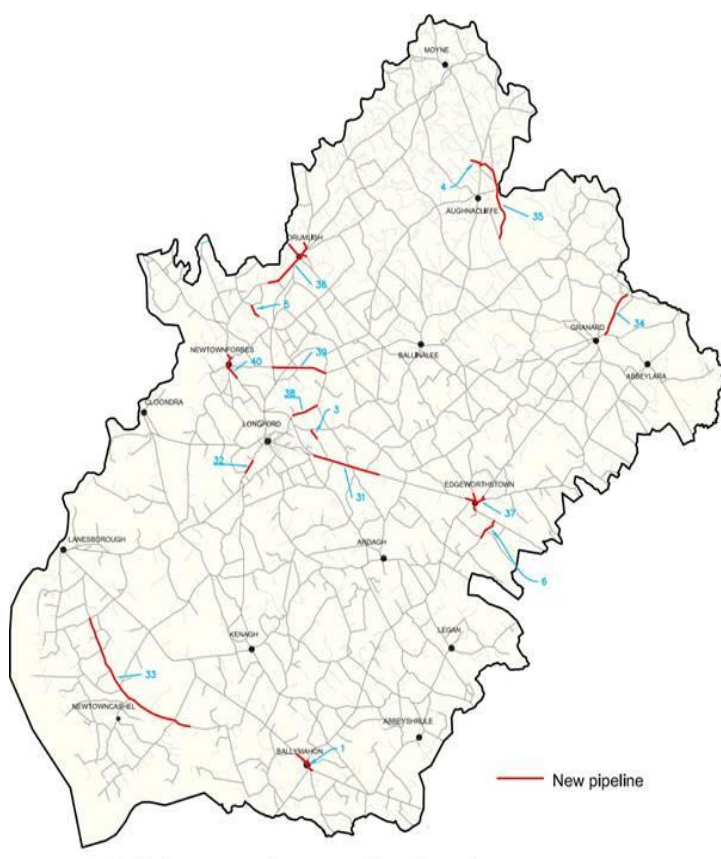 MOYNE
4
AUGHNACLIFFE
35
DRUMLISH
36
5
34
GRANARD
NEWTOWNFORBES
39
BALLINALEE
40
ABBEYLARA
38
CLOONDRA
3
LONGFORD
32
31
EDGEWORTHSTOWN
37
LANESBOROUGH
ARDAGH
6
KENAGH
LEGAN
33
NEWTOWNCASHEL
ABBEYSHRULE
BALLYMAHON
1
New pipeline